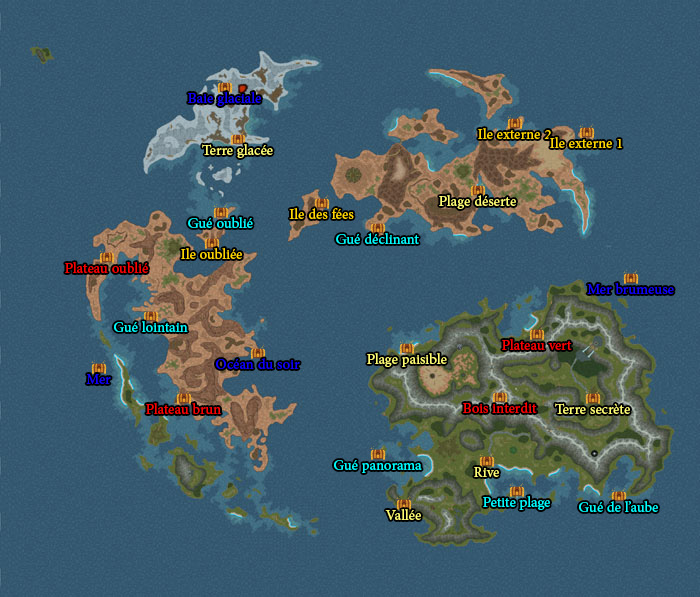 Baie glaciale
Terre glacée
Ile externe 2
Ile externe 1
Plage déserte
Ile des fées
Gué oublié
Gué déclinant
Ile oubliée
Plateau oublié
Mer brumeuse
Gué lointain
Plateau vert
Plage paisible
Océan du soir
Mer
Plateau brun
Bois interdit
Terre secrète
Gué panorama
Rive
Petite plage
Gué de l'aube
Vallée